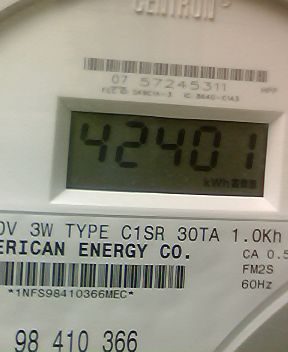 CENTRON
07 57245311
42401
kWh
0V 3W TYPE C1SR 30TA 1.0Kh
ERICAN ENERGY CO.
CA 0.5
FM2S
60Hz
*1NFS98410366MEC*
98 410 366